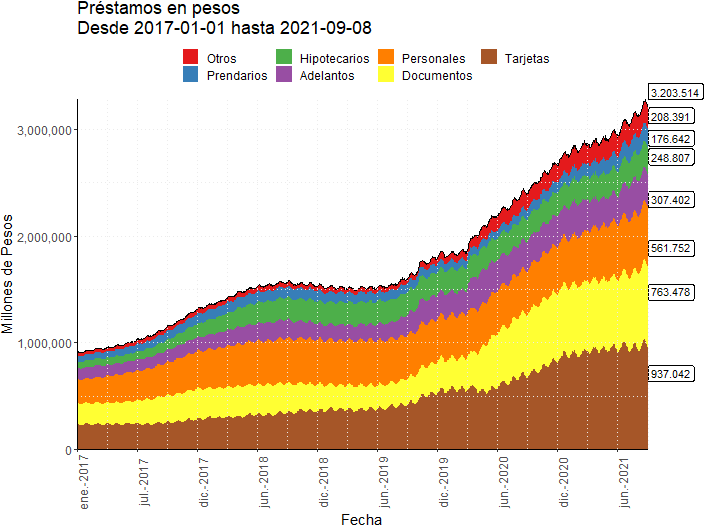 Préstamos en pesos
Desde 2017-01-01 hasta 2021-09-08
Otros Hipotecarios Personales Tarjetas
Prendarios Adelantos Documentos
Millones de Pesos
3,000,000
2,000,000
1,000,000
0
3.203.514
208.391
176.642
248.807
307.402
561.752
763.478
937.042
ene.-2017
jul.-2017
dic.-2017
jun.-2018
dic.-2018
jun.-2019
dic.-2019
jun.-2020
dic.-2020
jun.-2021
Fecha